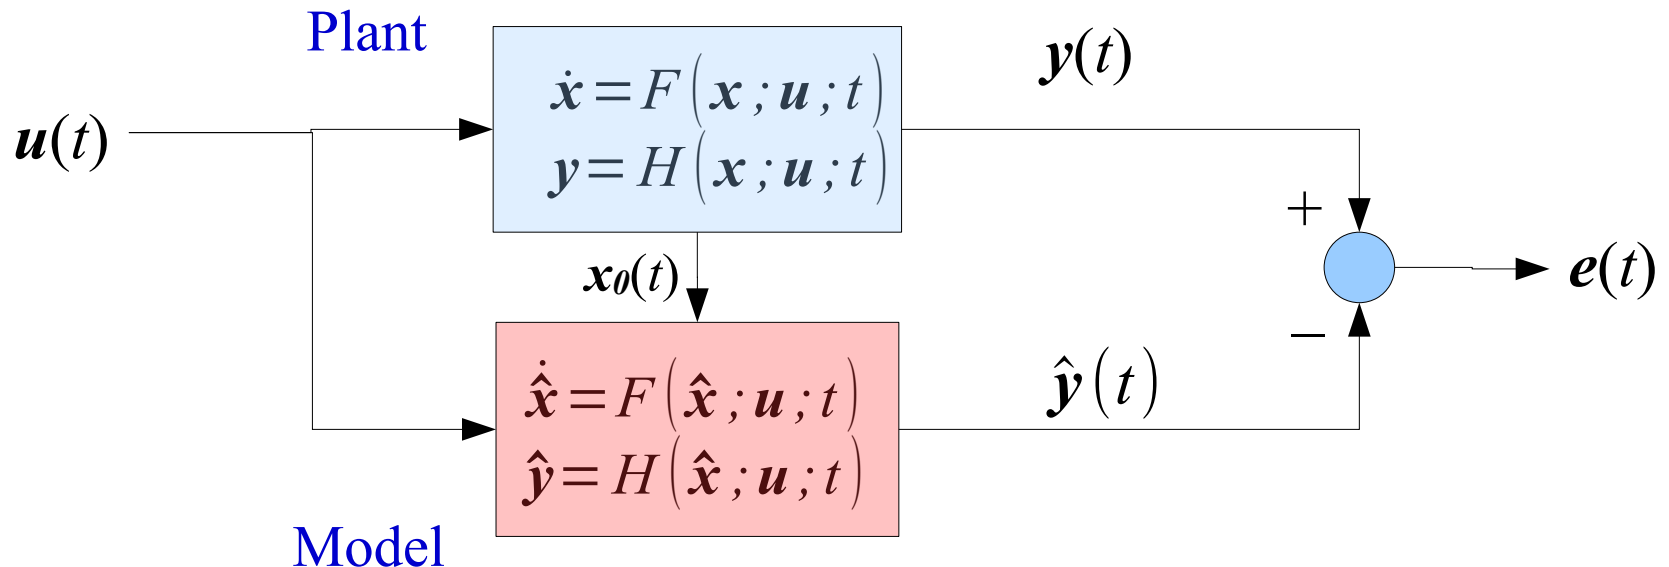 Plant
u(t)
ẋ=F(x;u;t)
y=H(x;u;t)
y(t)
+
x₀(t)
e(t)
−
x̂̇=F(x̂;u;t)
ŷ=H(x̂;u;t)
ŷ(t)
Model